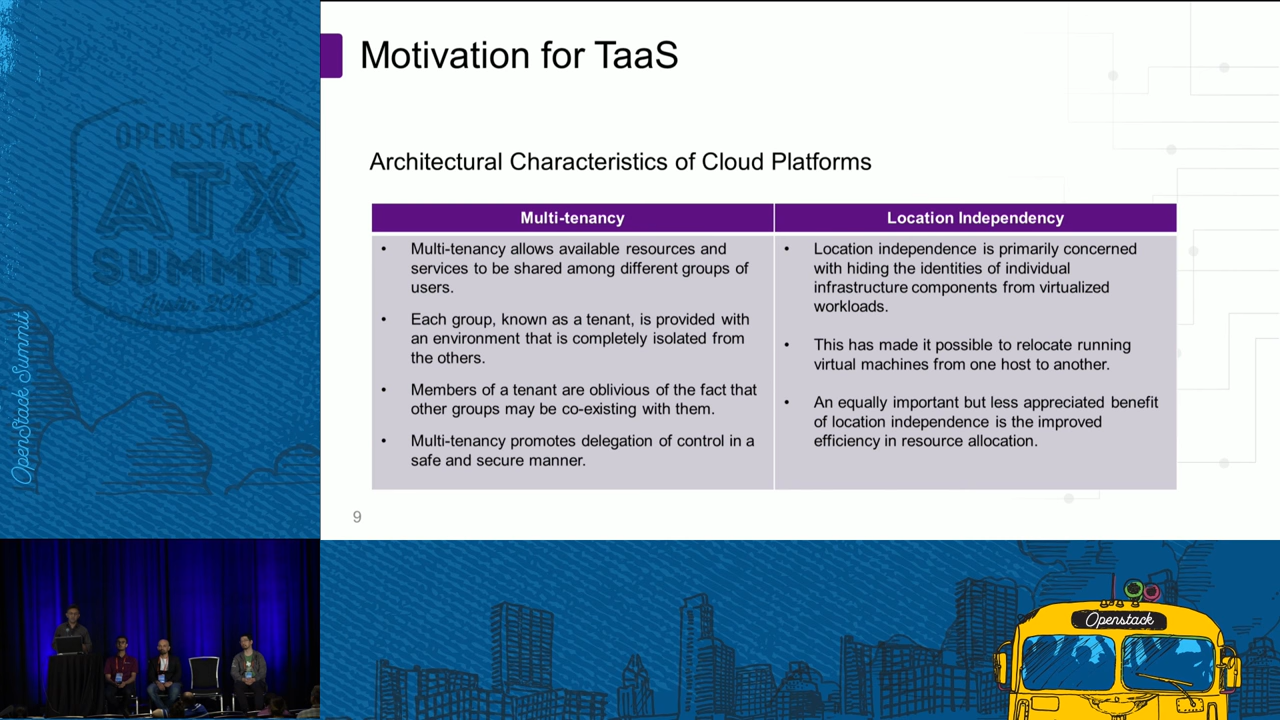 Motivation for TaaS
Architectural Characteristics of Cloud Platforms
Multi-tenancy
• Multi-tenancy allows available resources and
services to be shared among different groups of
users.
• Each group, known as a tenant, is provided with
an environment that is completely isolated from
the others.
• Members of a tenant are oblivious of the fact that
other groups may be co-existing with them.
• Multi-tenancy promotes delegation of control in a
safe and secure manner.
Location Independency
• Location independence is primarily concerned
with hiding the identities of individual
infrastructure components from virtualized
workloads.
• This has made it possible to relocate running
virtual machines from one host to another.
• An equally important but less appreciated benefit
of location independence is the improved
efficiency in resource allocation.
9
OPENSTACK
ATX
SUMMIT
Austin 2016
OpenStack Summit
Openstack